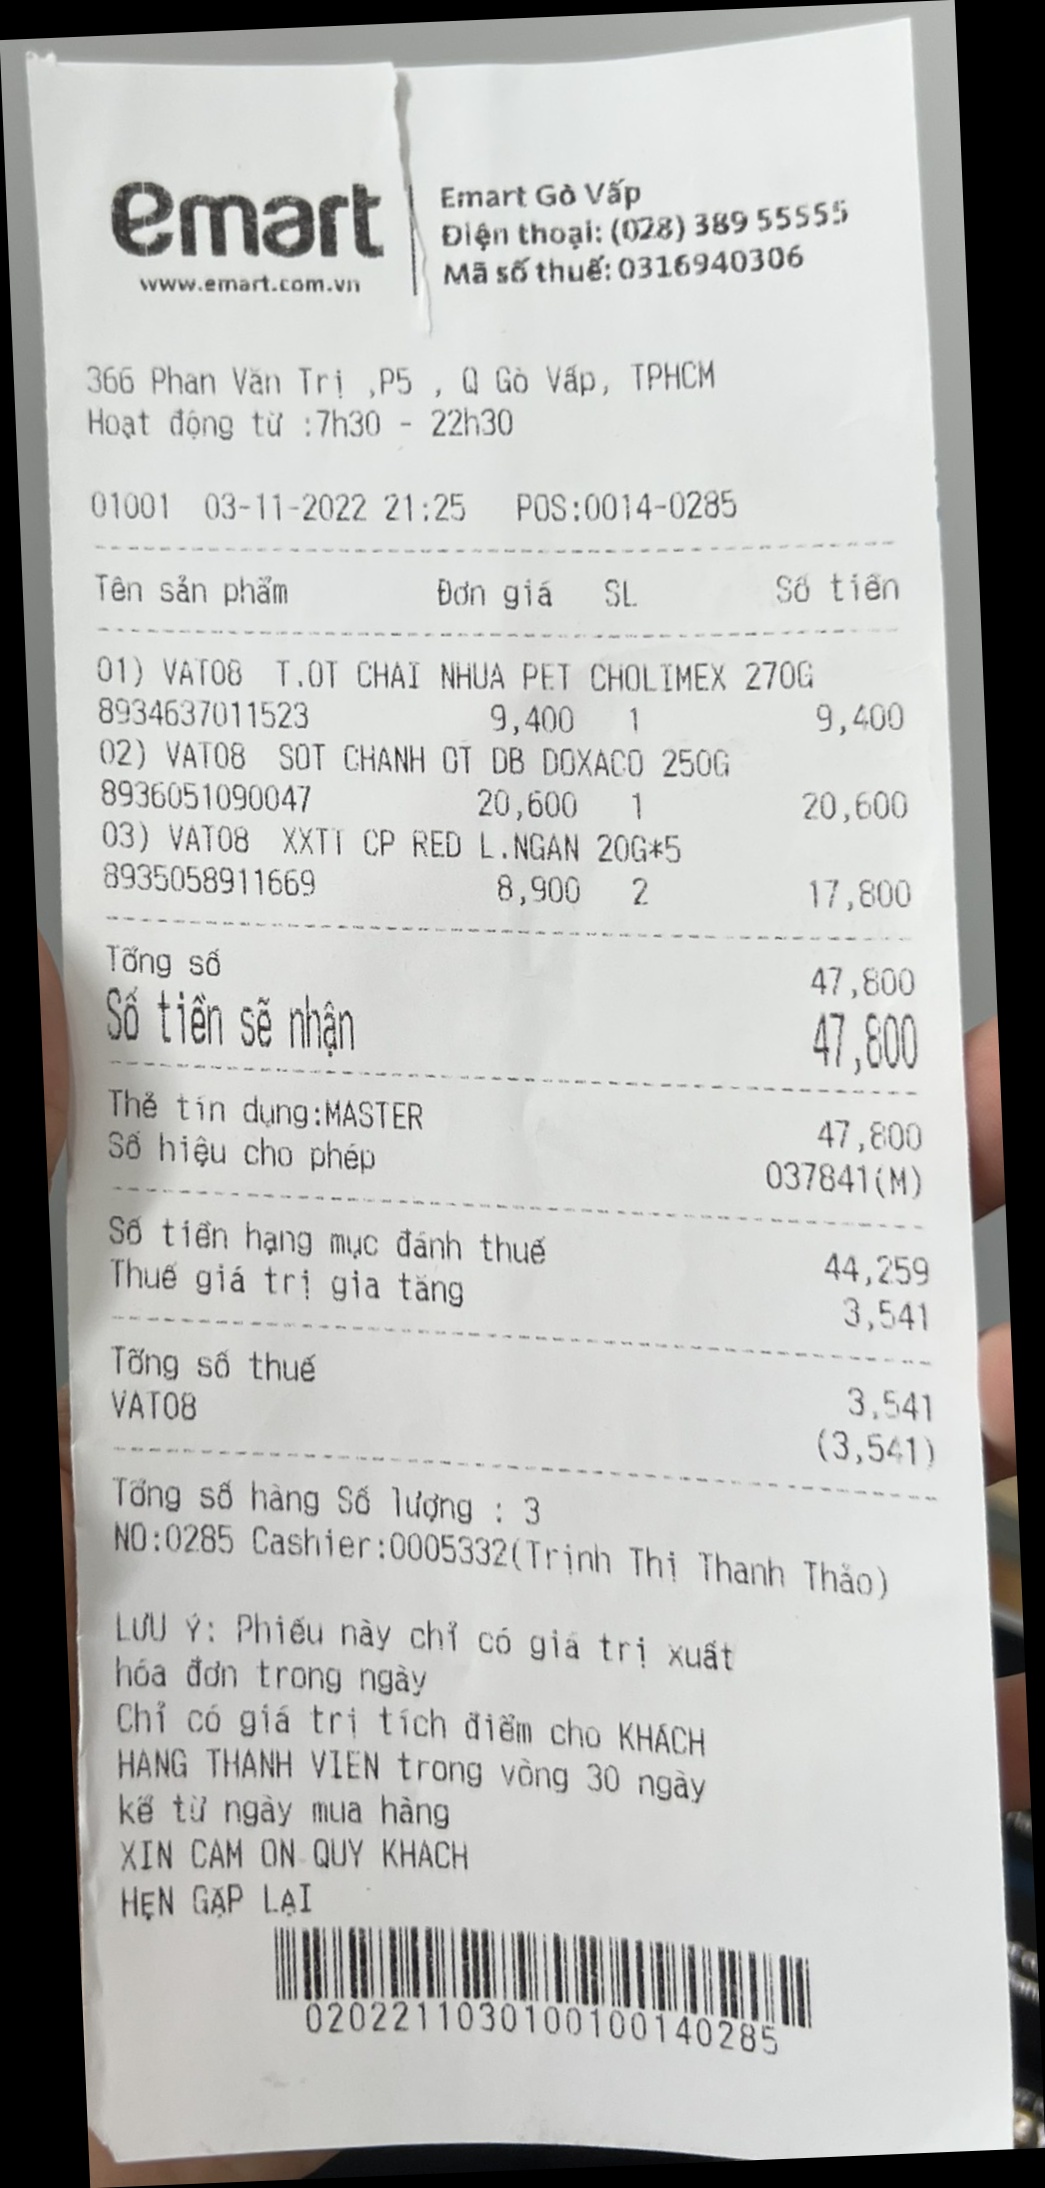 emart
www.emart.com.vn
Emart Gò Vấp
Điện thoại: (028) 389 55555
Mã số thuế: 0316940306
366 Phan Văn Trị ,P5 , Q Gò Vấp, TPHCM
Hoạt động từ :7h30 - 22h30
01001 03-11-2022 21:25 POS:0014-0285
Tên sản phẩm Đơn giá SL Số tiền
01) VAT08 T.OT CHAI NHUA PET CHOLIMEX 270G
8934637011523 9,400 1 9,400
02) VAT08 SOT CHANH OT DB DOXACO 250G
8936051090047 20,600 1 20,600
03) VAT08 XXTT CP RED L.NGAN 20G*5
8935058911669 8,900 2 17,800
Tổng số 47,800
Số tiền sẽ nhận 47,800
Thẻ tín dụng:MASTER 47,800
Số hiệu cho phép 037841(M)
Số tiền hạng mục đánh thuế 44,259
Thuế giá trị gia tăng 3,541
Tổng số thuế 3,541
VAT08 (3,541)
Tổng số hàng Số lượng : 3
NO:0285 Cashier:0005332(Trịnh Thị Thanh Thảo)
LƯU Ý: Phiếu này chỉ có giá trị xuất
hóa đơn trong ngày
Chỉ có giá trị tích điểm cho KHÁCH
HANG THANH VIEN trong vòng 30 ngày
kể từ ngày mua hàng
XIN CAM ON QUY KHACH
HẸN GẶP LẠI
02022110301001001​40285